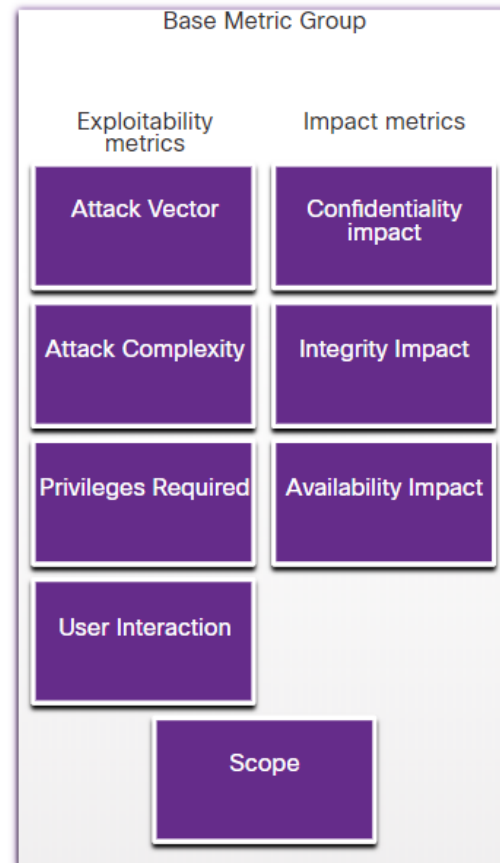 Base Metric Group
Exploitability
metrics
Impact metrics
Attack Vector
Confidentiality
impact
Attack Complexity
Integrity Impact
Privileges Required
Availability Impact
User Interaction
Scope